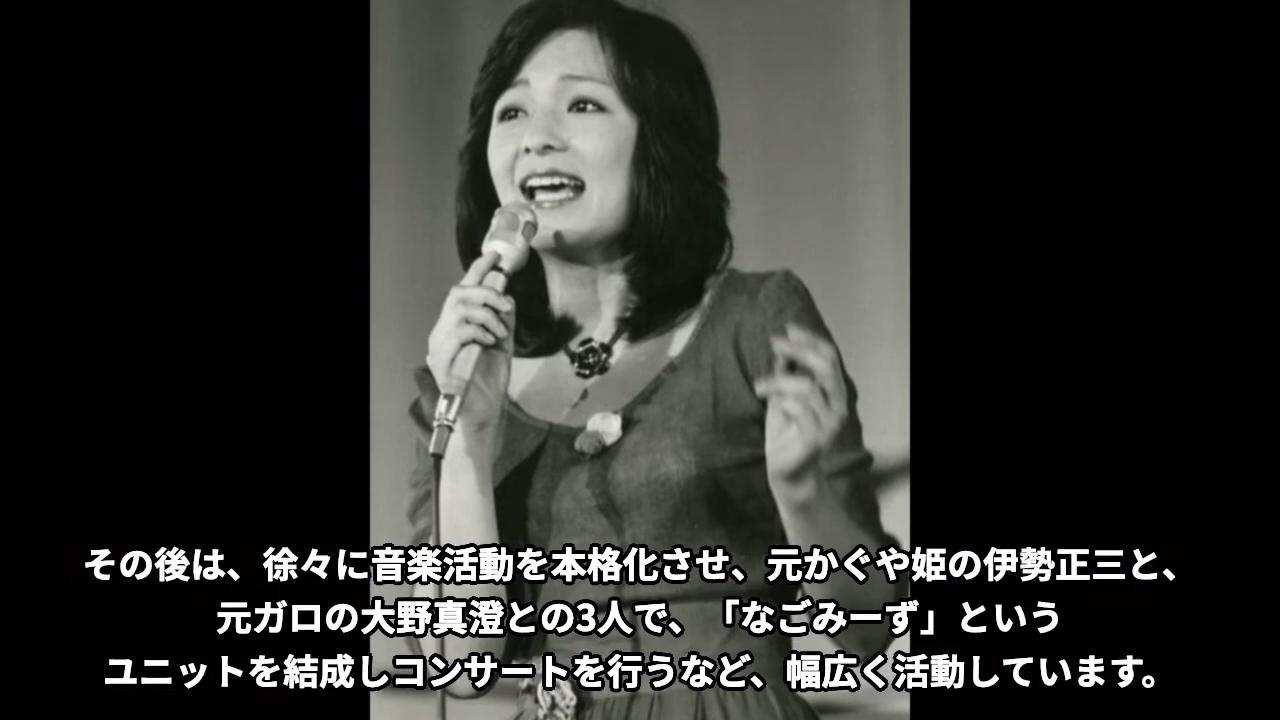 その後は、徐々に音楽活動を本格化させ、元かぐや姫の伊勢正三と、
元ガロの大野真澄との3人で、「なごみーず」という
ユニットを結成しコンサートを行うなど、幅広く活動しています。